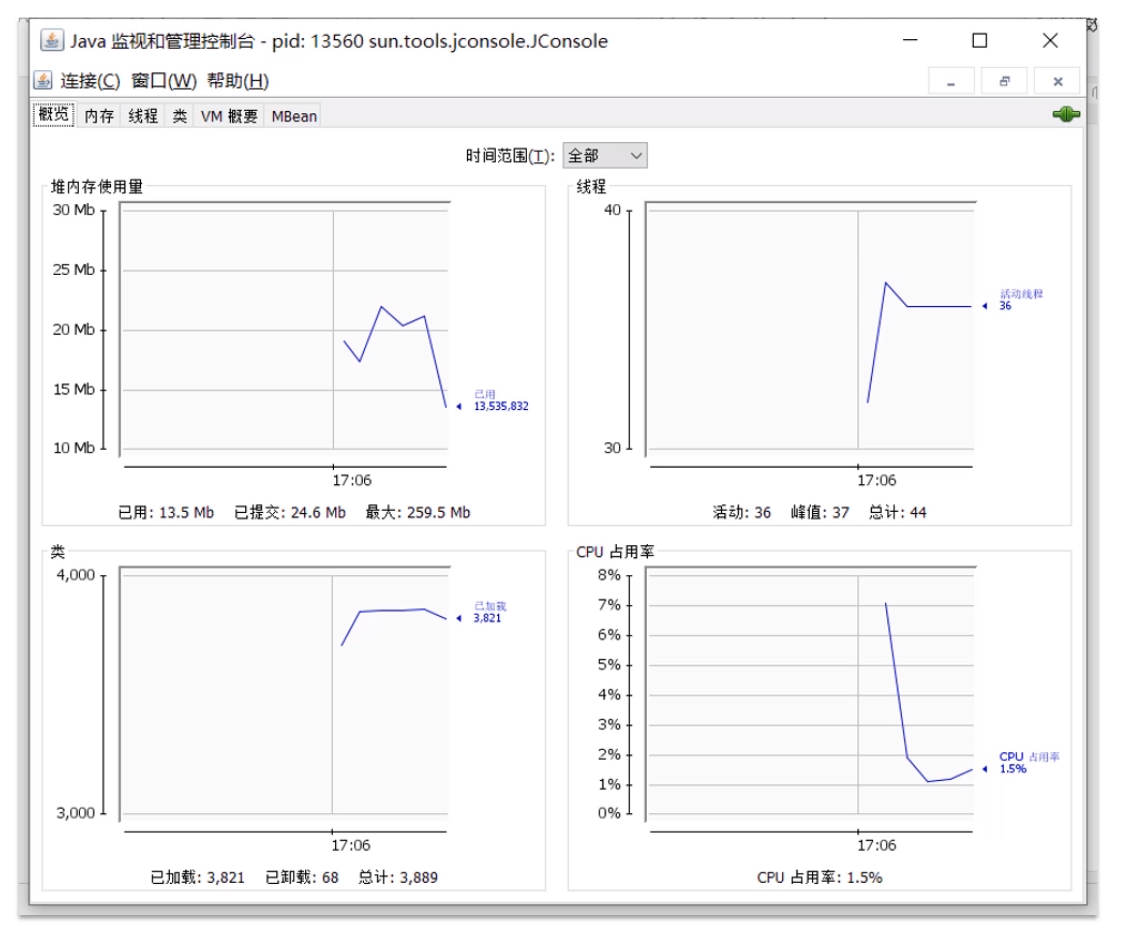 Java 监视和管理控制台 - pid: 13560 sun.tools.jconsole.JConsole
连接(C) 窗口(W) 帮助(H)
概览 内存 线程 类 VM 概要 MBean
时间范围(T): 全部
堆内存使用量
30 Mb
25 Mb
20 Mb
15 Mb
10 Mb
已用
13,535,832
17:06
已用: 13.5 Mb 已提交: 24.6 Mb 最大: 259.5 Mb
线程
40
30
活动线程
36
17:06
活动: 36 峰值: 37 总计: 44
类
4,000
3,000
已加载
3,821
17:06
已加载: 3,821 已卸载: 68 总计: 3,889
CPU 占用率
8%
7%
6%
5%
4%
3%
2%
1%
0%
CPU 占用率
1.5%
17:06
CPU 占用率: 1.5%